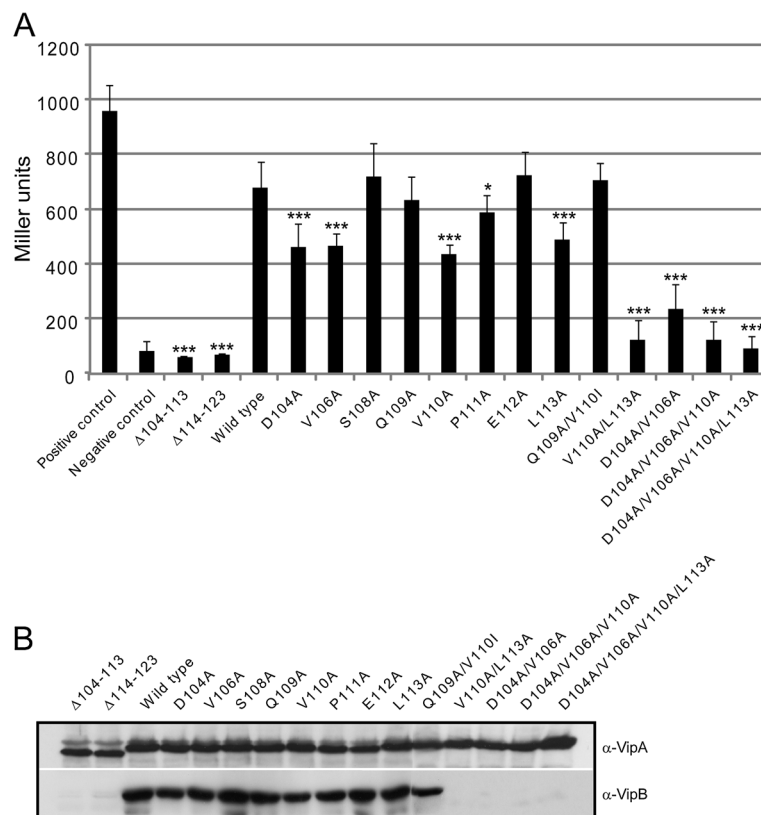 A
1200
1000
800
600
400
200
0
Miller units
***
***
***
***
***
*
***
***
***
***
***
Positive control
Negative control
Δ104-113
Δ114-123
Wild type
D104A
V106A
S108A
Q109A
V110A
P111A
E112A
L113A
Q109A/V110I
V110A/L113A
D104A/V106A
D104A/V106A/V110A
D104A/V106A/V110A/L113A
B
Δ104-113
Δ114-123
Wild type
D104A
V106A
S108A
Q109A
V110A
P111A
E112A
L113A
Q109A/V110I
V110A/L113A
D104A/V106A
D104A/V106A/V110A
D104A/V106A/V110A/L113A
α-VipA
α-VipB